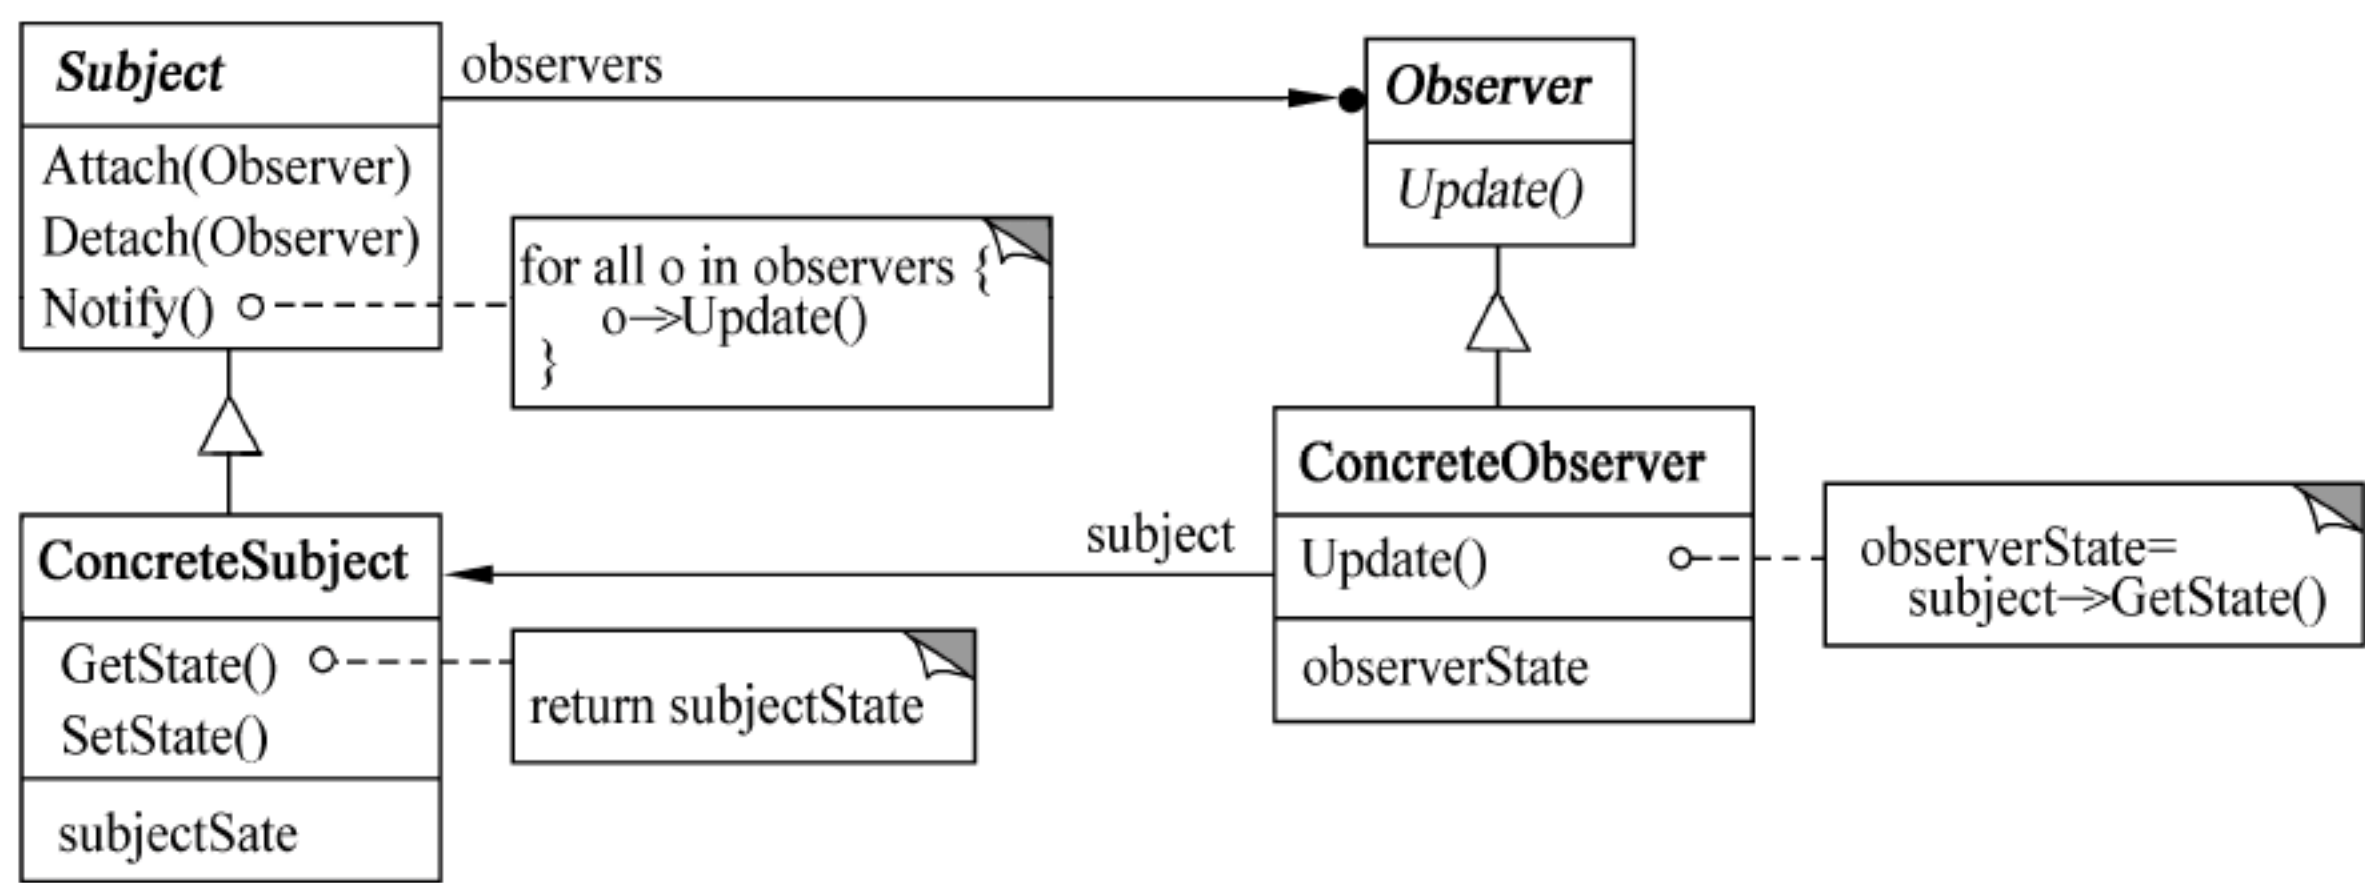 Subject
Attach(Observer)
Detach(Observer)
Notify()
observers
for all o in observers {
o—>Update()
}
Observer
Update()
ConcreteSubject
GetState()
SetState()
subjectSate
return subjectState
subject
ConcreteObserver
Update()
observerState
observerState=
subject—>GetState()